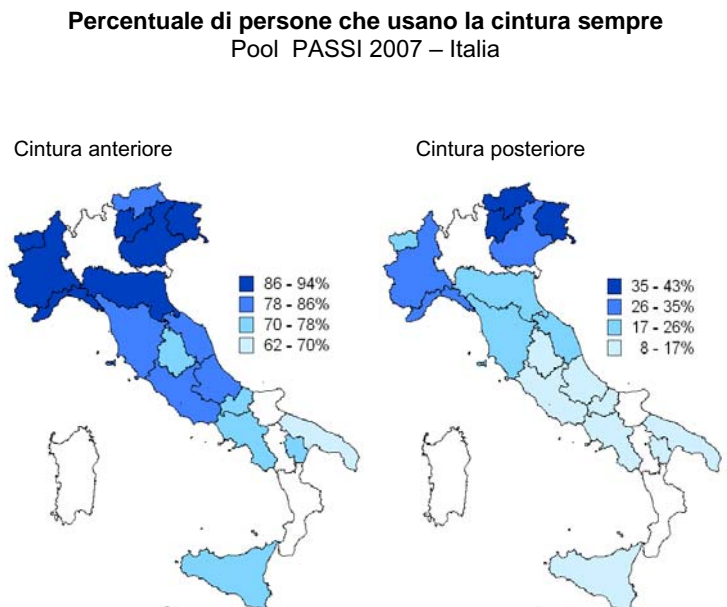 Percentuale di persone che usano la cintura sempre
Pool PASSI 2007 – Italia
Cintura anteriore
86 - 94%
78 - 86%
70 - 78%
62 - 70%
Cintura posteriore
35 - 43%
26 - 35%
17 - 26%
8 - 17%